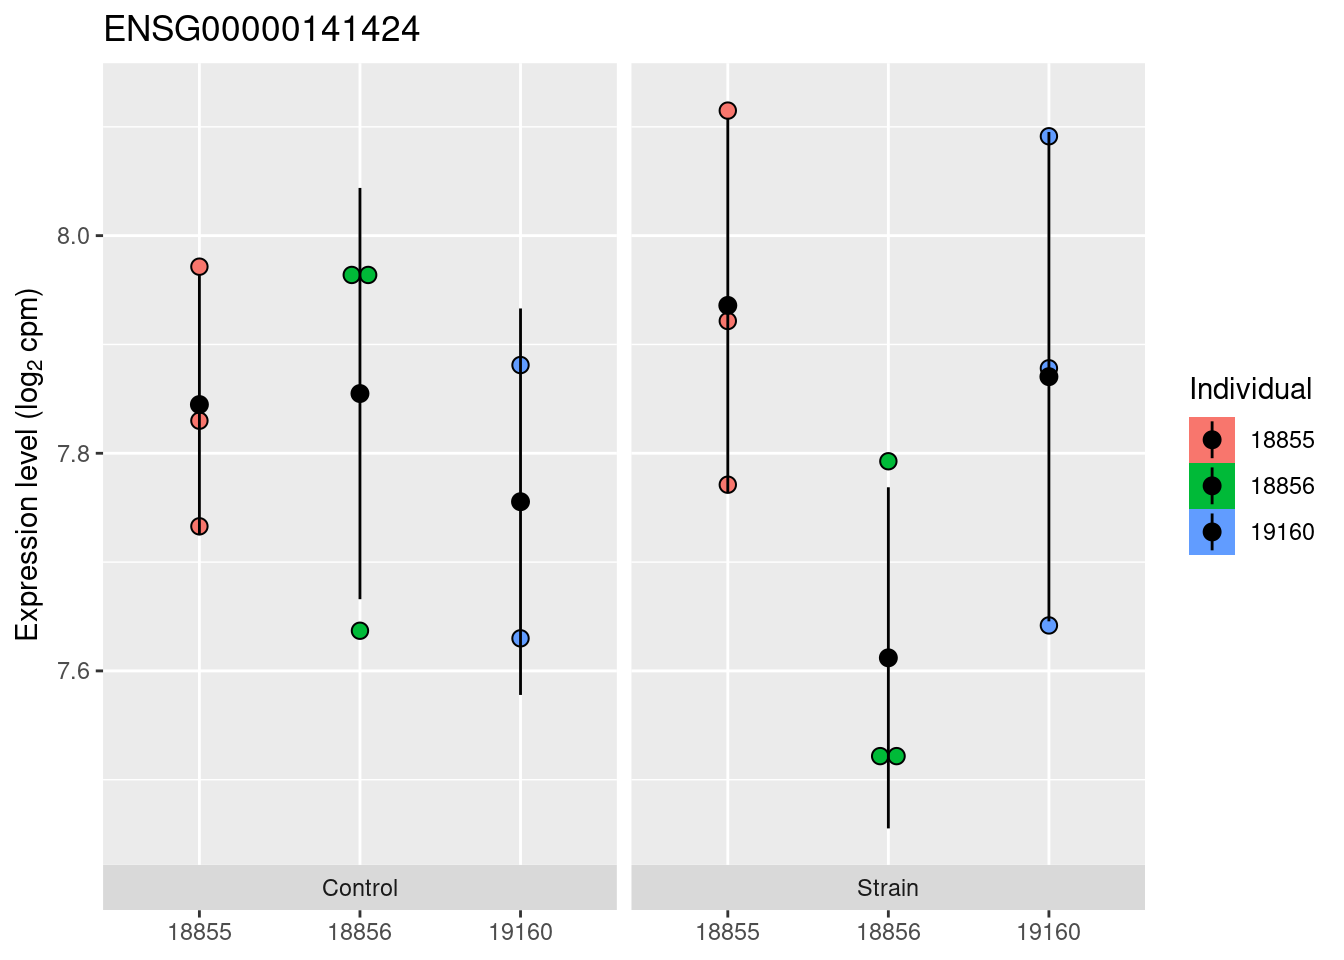 ENSG00000141424
Expression level (log₂ cpm)
8.0
7.8
7.6
Control
Strain
18855
18856
19160
18855
18856
19160
Individual
18855
18856
19160